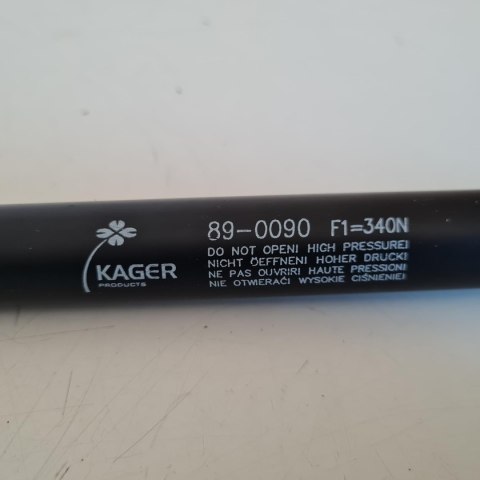 KAGER
PRODUCTS
89-0090 F1=340N
DO NOT OPEN! HIGH PRESSURE!
NICHT ÖEFFNEN! HOHER DRUCK!
NE PAS OUVRIR! HAUTE PRESSION!
NIE OTWIERAĆ! WYSOKIE CIŚNIENIE!